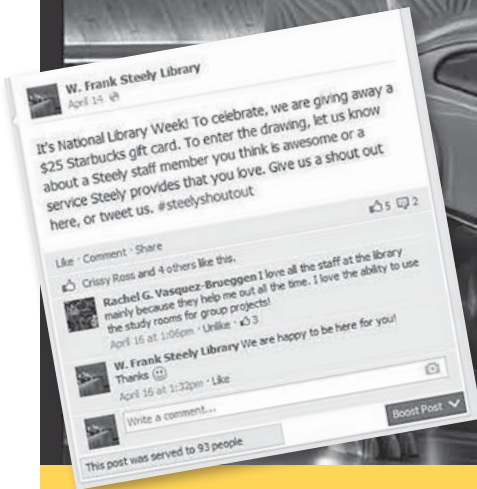 W. Frank Steely Library
April 14
It's National Library Week! To celebrate, we are giving away a
$25 Starbucks gift card. To enter the drawing, let us know
about a Steely staff member you think is awesome or a
service Steely provides that you love. Give us a shout out
here, or tweet us. #steelyshoutout
5 2
Like · Comment · Share
Crissy Ross and 4 others like this.
Rachel G. Vasquez-Brueggen I love all the staff at the library
mainly because they help me out all the time. I love the ability to use
the study rooms for group projects!
April 16 at 1:06pm · Unlike · 3
W. Frank Steely Library We are happy to be here for you!
Thanks
April 16 at 1:32pm · Like
Write a comment...
This post was served to 93 people
Boost Post